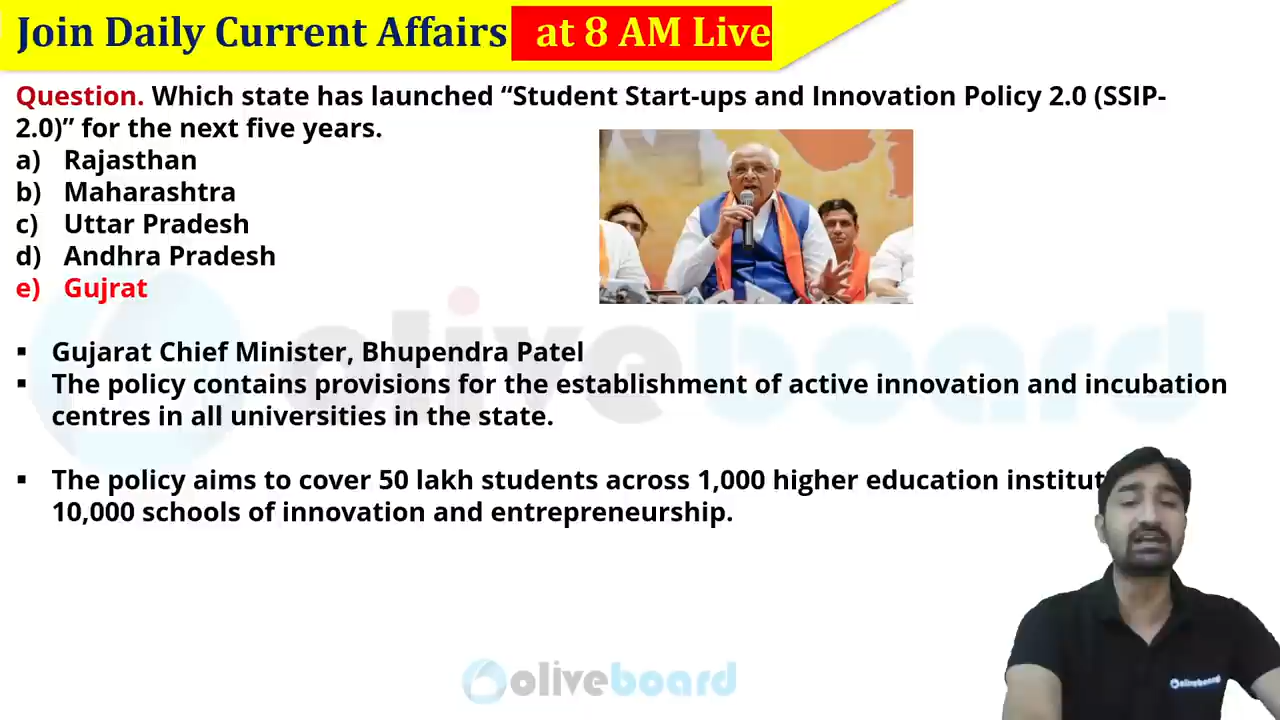 Join Daily Current Affairs at 8 AM Live
Question. Which state has launched “Student Start-ups and Innovation Policy 2.0 (SSIP-
2.0)” for the next five years.
a) Rajasthan
b) Maharashtra
c) Uttar Pradesh
d) Andhra Pradesh
e) Gujrat
▪ Gujarat Chief Minister, Bhupendra Patel
▪ The policy contains provisions for the establishment of active innovation and incubation
centres in all universities in the state.
▪ The policy aims to cover 50 lakh students across 1,000 higher education
10,000 schools of innovation and entrepreneurship.
oliveboard
oliveboard
oliveboard